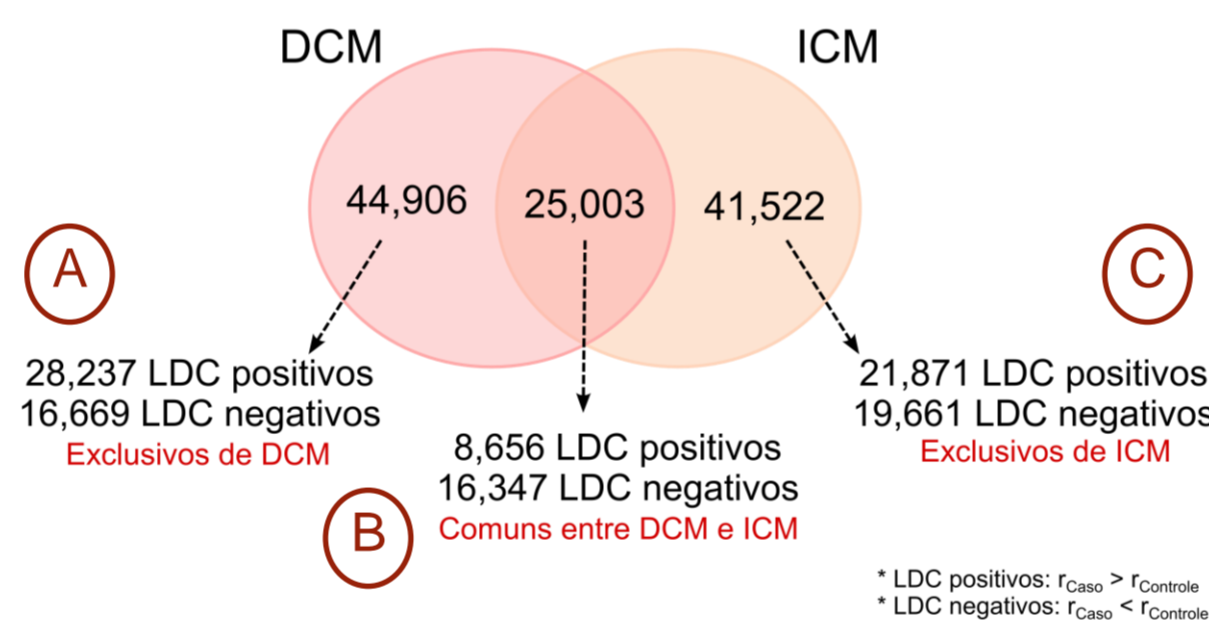 DCM
ICM
44,906
25,003
41,522
A
C
28,237 LDC positivos
16,669 LDC negativos
Exclusivos de DCM
8,656 LDC positivos
16,347 LDC negativos
Comuns entre DCM e ICM
B
21,871 LDC positivos
19,661 LDC negativos
Exclusivos de ICM
* LDC positivos: rCaso > rControle
* LDC negativos: rCaso < rControle